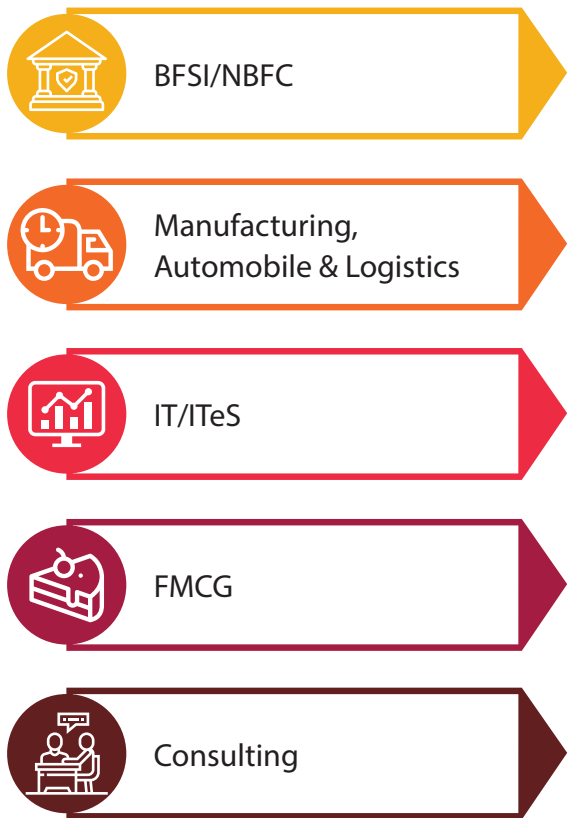 BFSI/NBFC
Manufacturing,
Automobile & Logistics
IT/ITeS
FMCG
Consulting